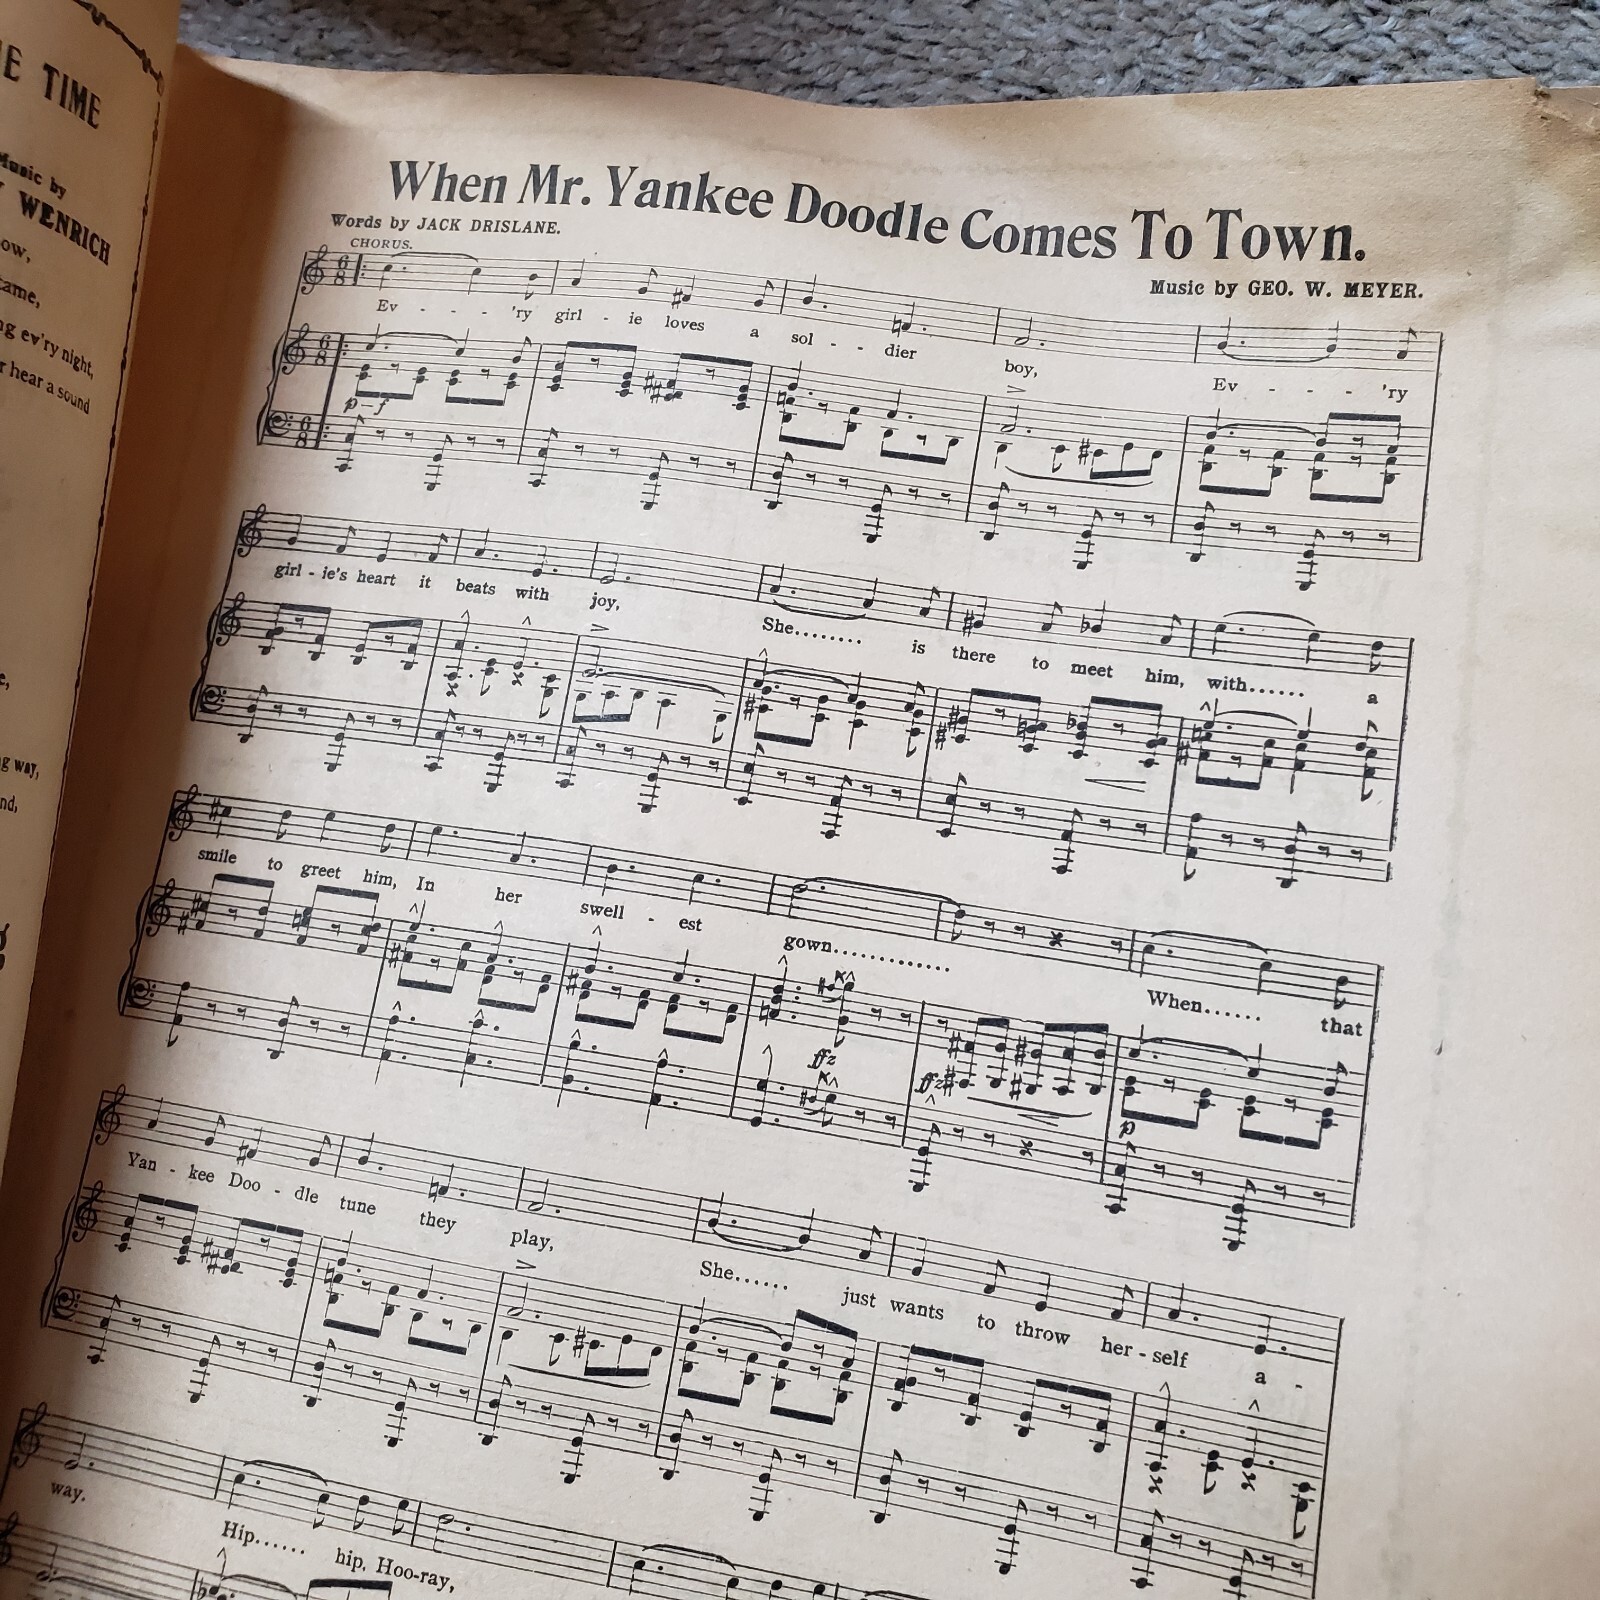 E TIME
Music by
WENRICH
ow,
ng ev'ry night,
hear a sound
g way,
nd,
When Mr. Yankee Doodle Comes To Town.
Words by JACK DRISLANE.
Music by GEO. W. MEYER.
CHORUS.
Ev - - - 'ry girl - ie loves a sol - - dier boy, Ev - - - 'ry
p-f
girl - ie's heart it beats with joy, She........ is there to meet him, with...... a
smile to greet him, In her swell - est gown............. When...... that
ffz
ffz
p
Yan - kee Doo - dle tune they play, She...... just wants to throw her - self a -
way. Hip...... hip, Hoo-ray,